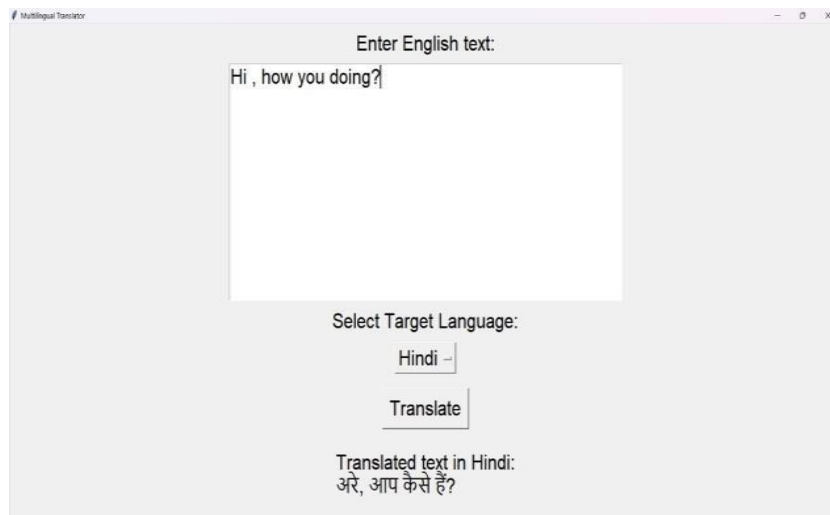 Multilingual Translator
Enter English text:
Hi , how you doing?
Select Target Language:
Hindi
Translate
Translated text in Hindi:
अरे, आप कैसे हैं?